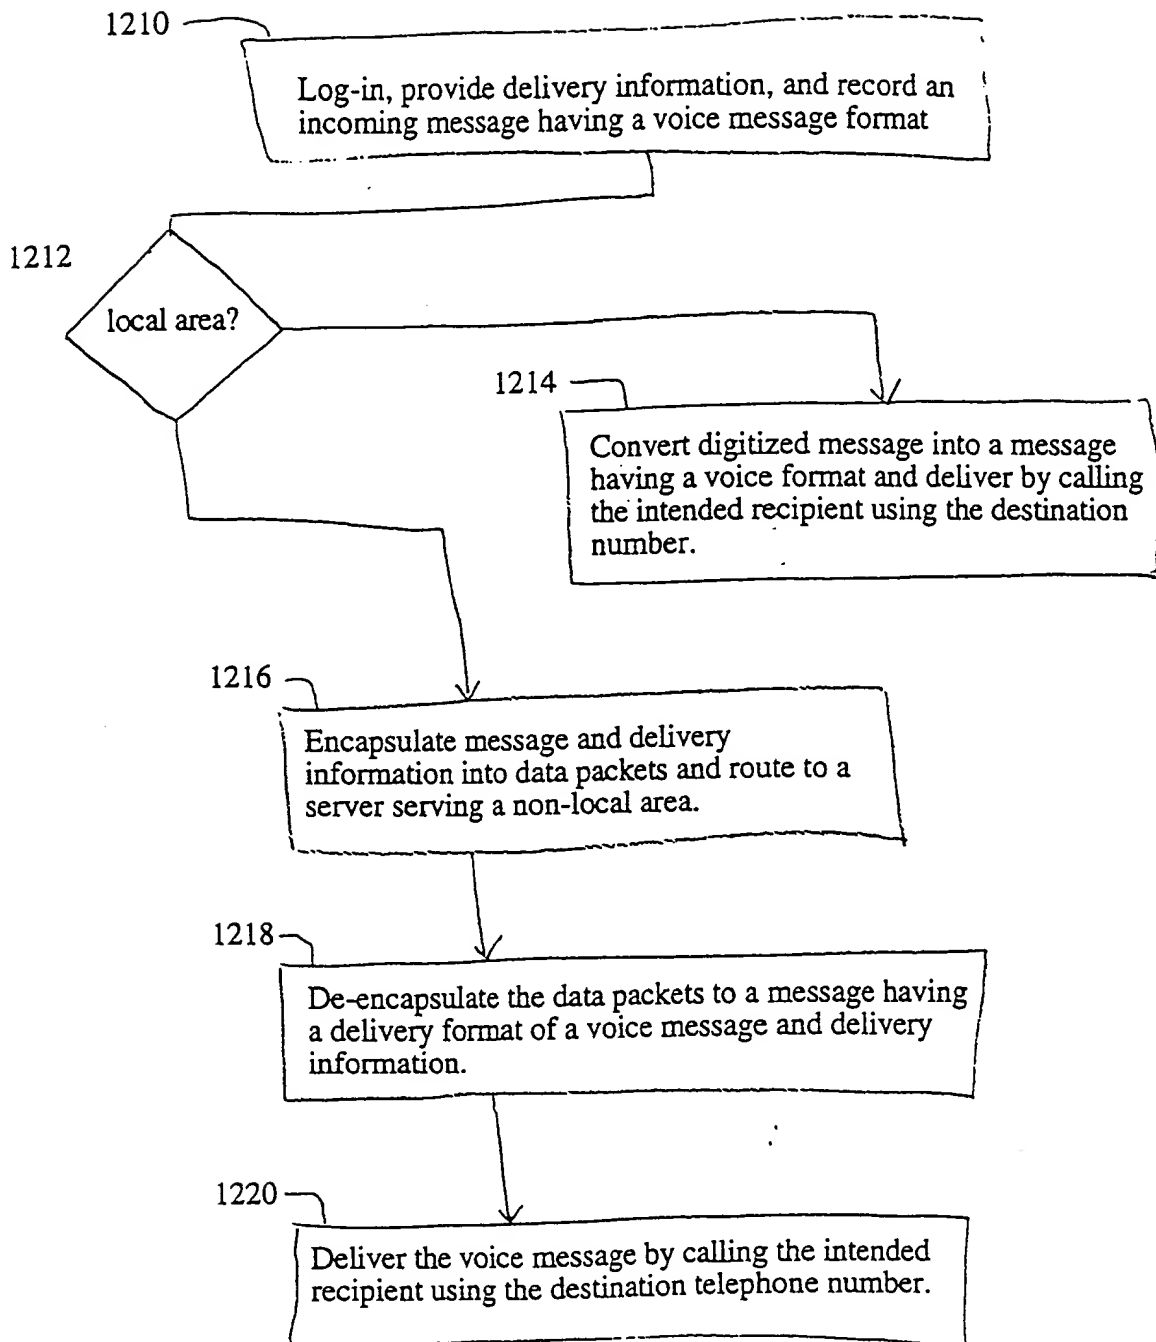 1210
Log-in, provide delivery information, and record an
incoming message having a voice message format
1212
local area?
1214
Convert digitized message into a message
having a voice format and deliver by calling
the intended recipient using the destination
number.
1216
Encapsulate message and delivery
information into data packets and route to a
server serving a non-local area.
1218
De-encapsulate the data packets to a message having
a delivery format of a voice message and delivery
information.
1220
Deliver the voice message by calling the intended
recipient using the destination telephone number.